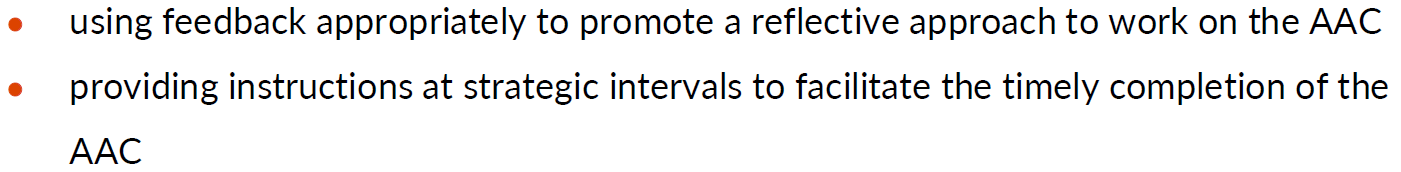 • using feedback appropriately to promote a reflective approach to work on the AAC
• providing instructions at strategic intervals to facilitate the timely completion of the
AAC